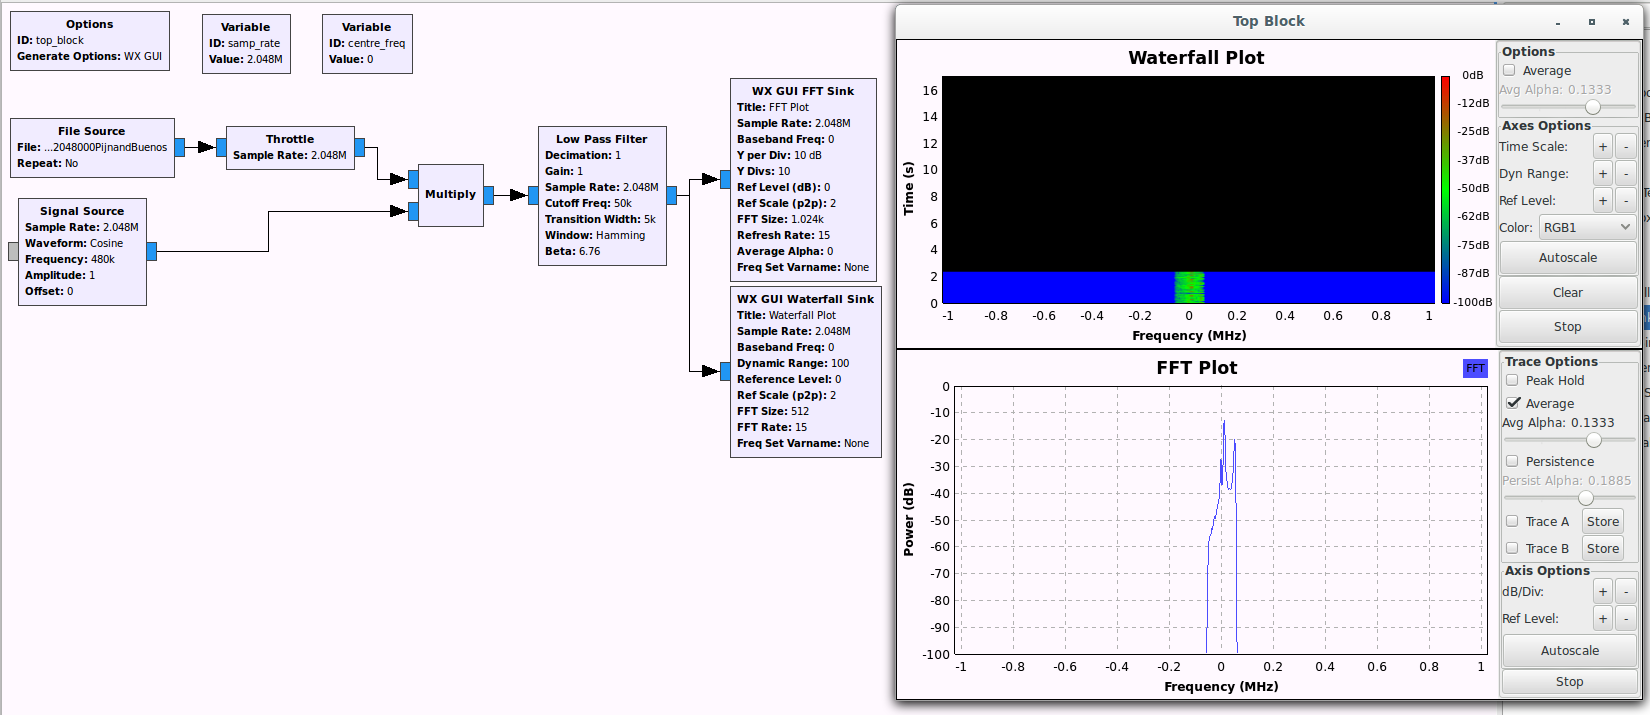 Options
ID: top_block
Generate Options: WX GUI
Variable
ID: samp_rate
Value: 2.048M
Variable
ID: centre_freq
Value: 0
File Source
File: ...2048000PijnandBuenos
Repeat: No
Throttle
Sample Rate: 2.048M
Signal Source
Sample Rate: 2.048M
Waveform: Cosine
Frequency: 480k
Amplitude: 1
Offset: 0
Multiply
Low Pass Filter
Decimation: 1
Gain: 1
Sample Rate: 2.048M
Cutoff Freq: 50k
Transition Width: 5k
Window: Hamming
Beta: 6.76
WX GUI FFT Sink
Title: FFT Plot
Sample Rate: 2.048M
Baseband Freq: 0
Y per Div: 10 dB
Y Divs: 10
Ref Level (dB): 0
Ref Scale (p2p): 2
FFT Size: 1.024k
Refresh Rate: 15
Average Alpha: 0
Freq Set Varname: None
WX GUI Waterfall Sink
Title: Waterfall Plot
Sample Rate: 2.048M
Baseband Freq: 0
Dynamic Range: 100
Reference Level: 0
Ref Scale (p2p): 2
FFT Size: 512
FFT Rate: 15
Freq Set Varname: None
Top Block
Waterfall Plot
Time (s)
16
14
12
10
8
6
4
2
0
-1 -0.8 -0.6 -0.4 -0.2 0 0.2 0.4 0.6 0.8 1
Frequency (MHz)
0dB
-12dB
-25dB
-37dB
-50dB
-62dB
-75dB
-87dB
-100dB
Options
Average
Avg Alpha: 0.1333
Axes Options
Time Scale: + -
Dyn Range: + -
Ref Level: + -
Color: RGB1
Autoscale
Clear
Stop
FFT Plot
FFT
Power (dB)
0
-10
-20
-30
-40
-50
-60
-70
-80
-90
-100
-1 -0.8 -0.6 -0.4 -0.2 0 0.2 0.4 0.6 0.8 1
Frequency (MHz)
Trace Options
Peak Hold
Average
Avg Alpha: 0.1333
Persistence
Persist Alpha: 0.1885
Trace A Store
Trace B Store
Axis Options
dB/Div: + -
Ref Level: + -
Autoscale
Stop